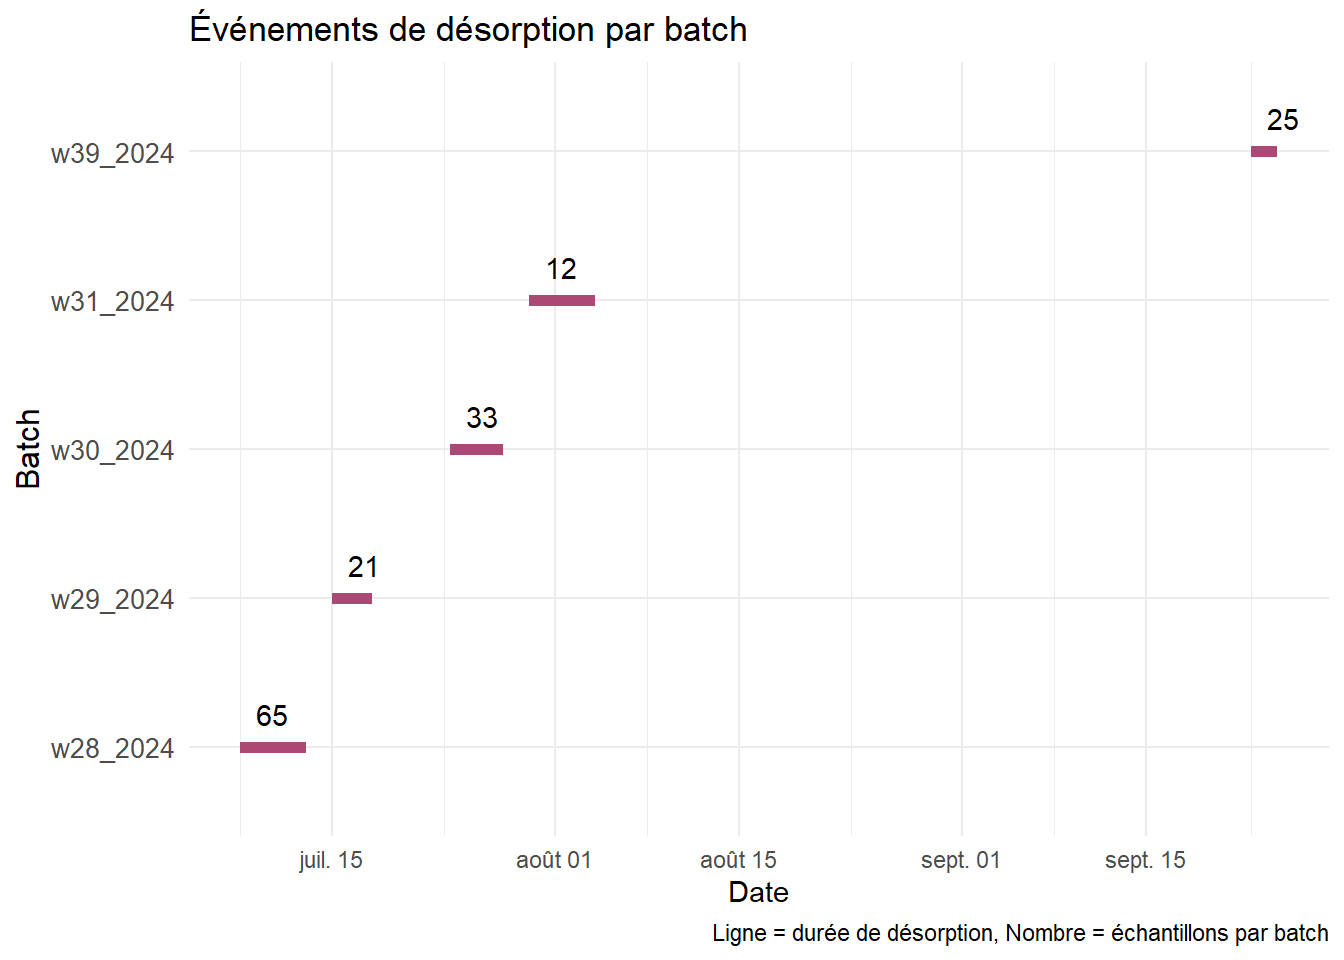 Événements de désorption par batch
25
w39_2024
12
w31_2024
33
w30_2024
Batch
21
w29_2024
65
w28_2024
juil. 15 août 01 août 15 sept. 01 sept. 15
Date
Ligne = durée de désorption, Nombre = échantillons par batch